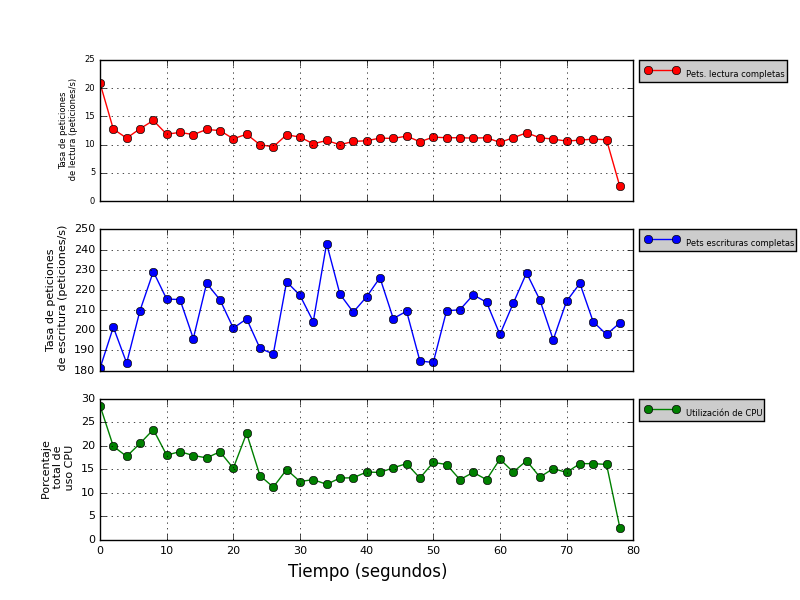 25
20
15
10
5
0
Tasa de peticiones
de lectura (peticiones/s)
Pets. lectura completas
250
240
230
220
210
200
190
180
Tasa de peticiones
de escritura (peticiones/s)
Pets escrituras completas
30
25
20
15
10
5
0
Porcentaje
total de
uso CPU
Utilización de CPU
0 10 20 30 40 50 60 70 80
Tiempo (segundos)